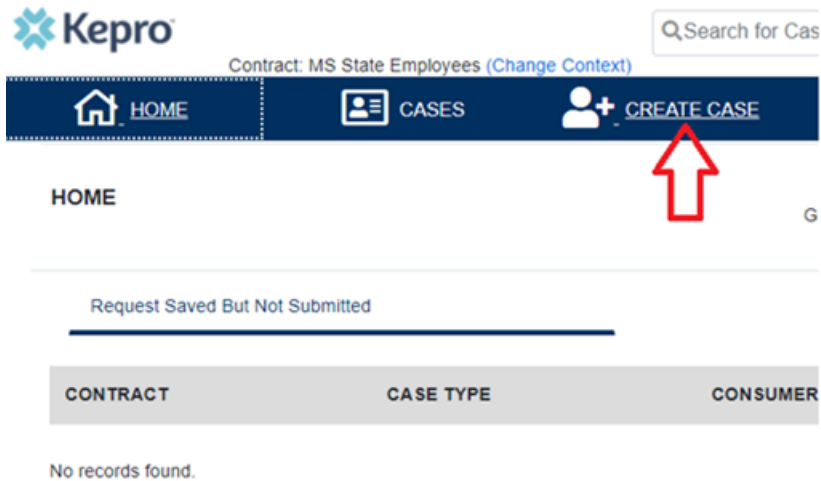 Kepro
Search for Cas
Contract: MS State Employees (Change Context)
HOME CASES CREATE CASE
HOME
G
Request Saved But Not Submitted
CONTRACT CASE TYPE CONSUMER
No records found.